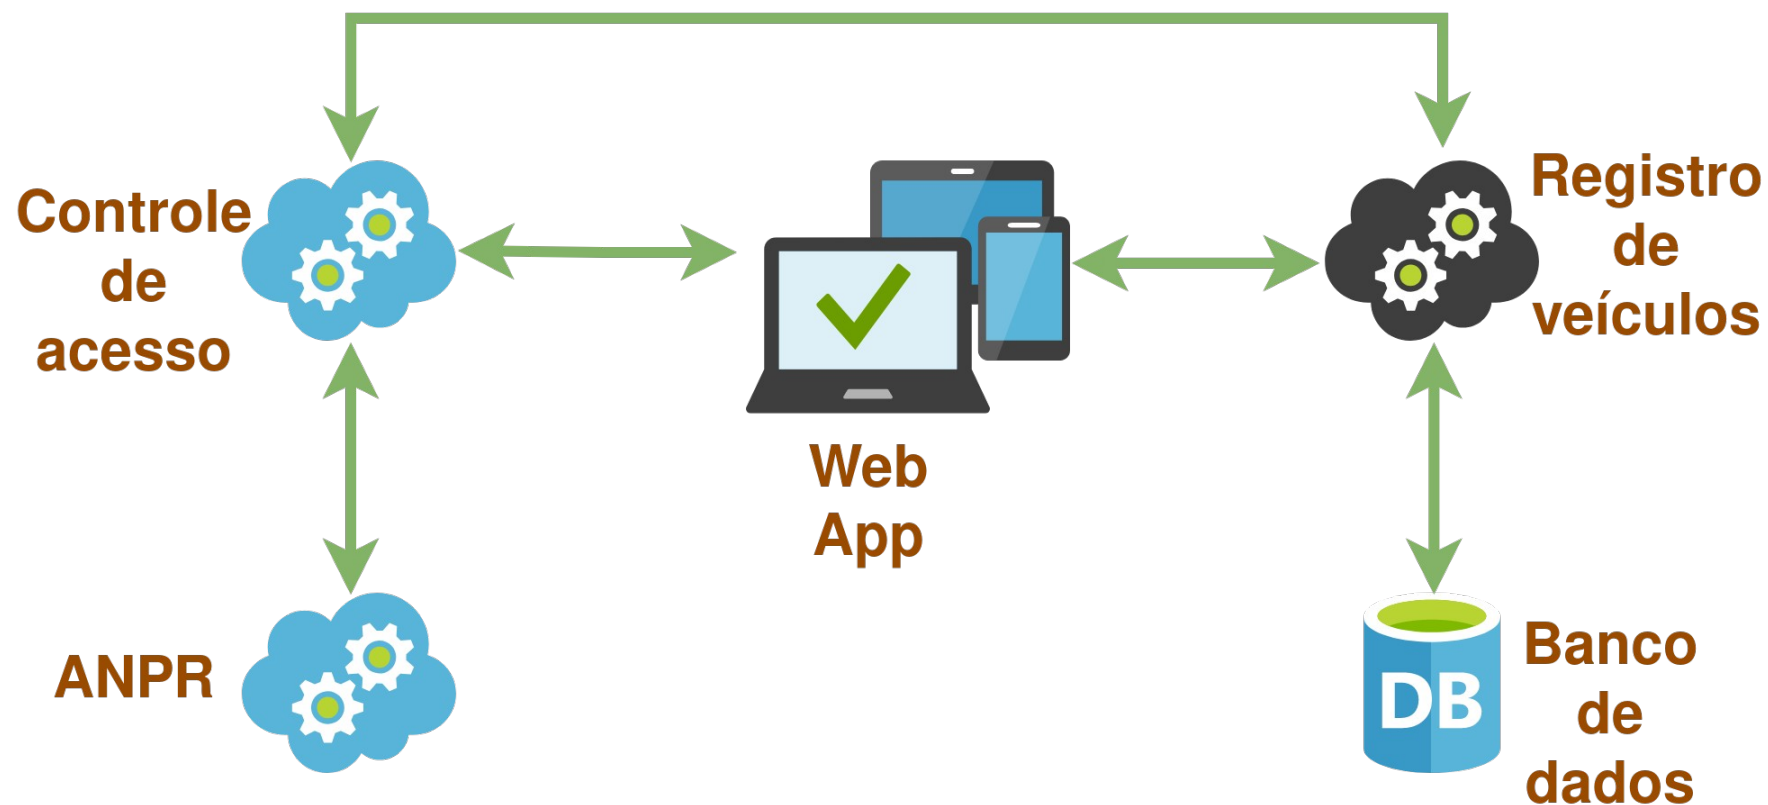 Controle
de
acesso
Registro
de
veículos
Web
App
ANPR
DB
Banco
de
dados